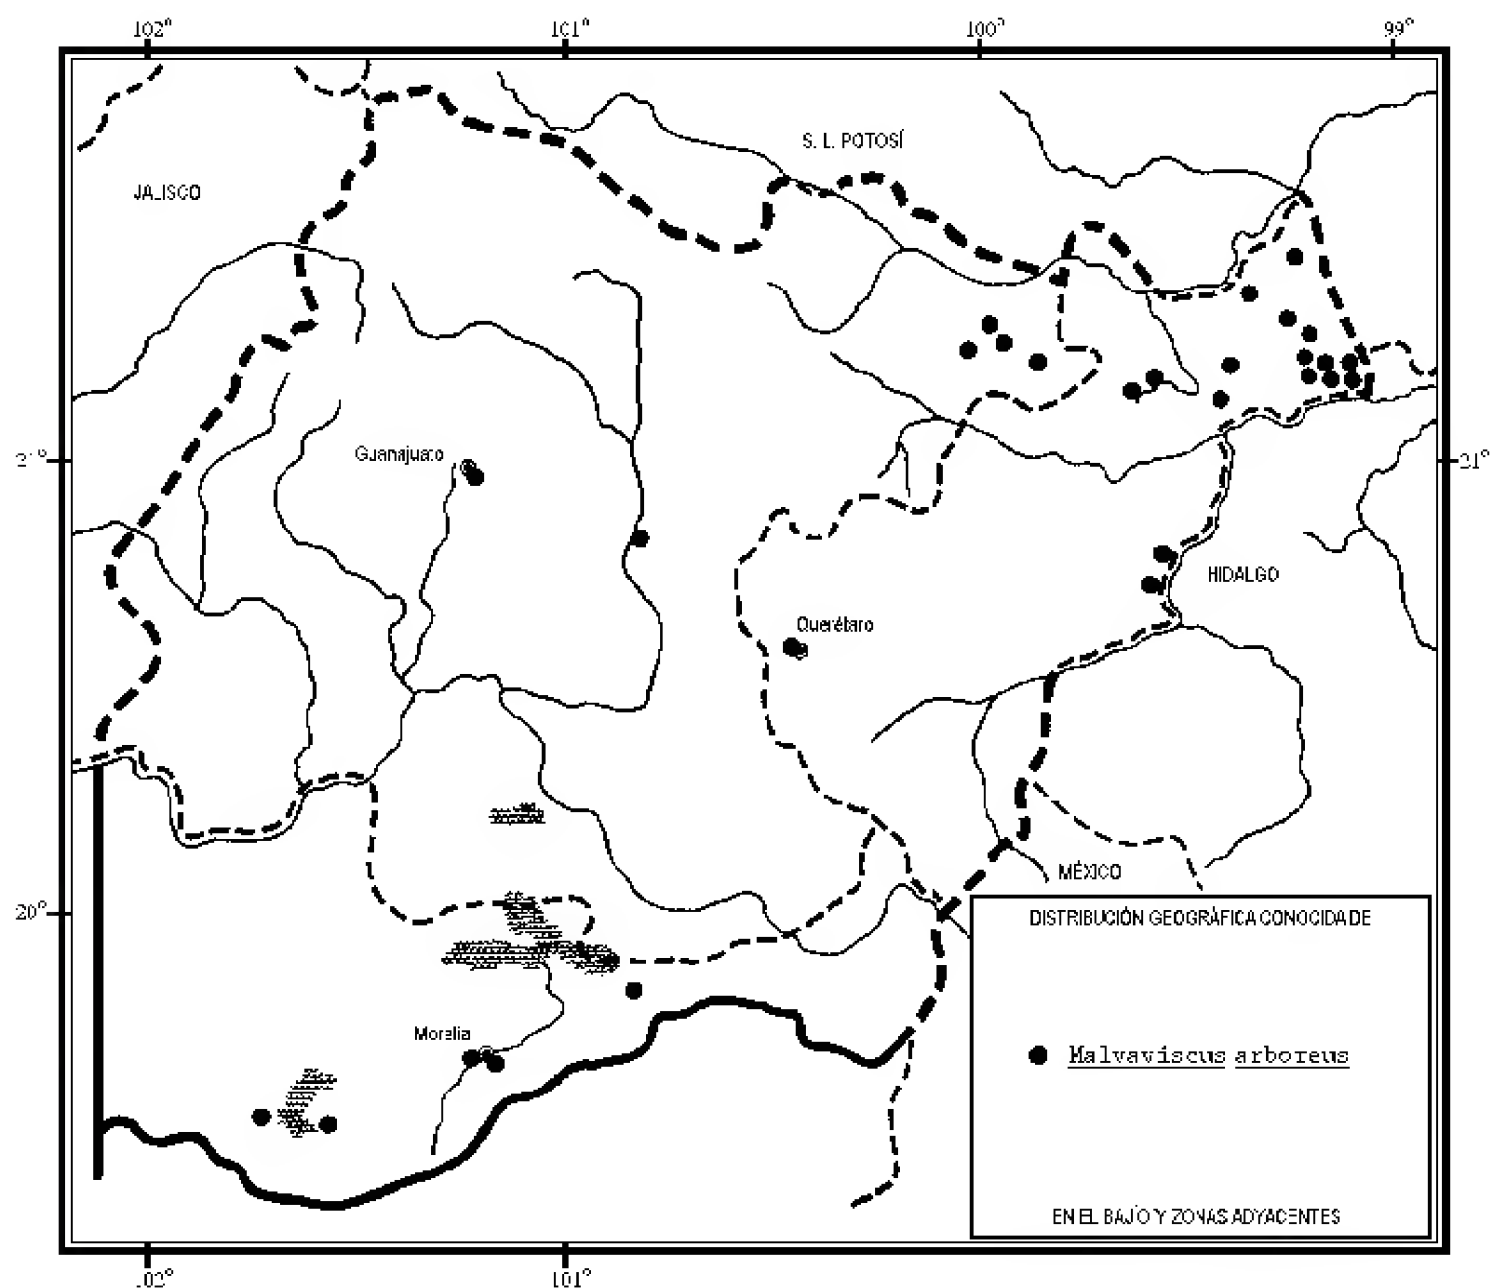 102° 101° 100° 99°
S. L. POTOSÍ
JALISCO
Guanajuato
21° 21°
HIDALGO
Querétaro
MÉXICO
20°
DISTRIBUCIÓN GEOGRÁFICA CONOCIDA DE
Morelia
Malvaviscus arboreus
EN EL BAJÍO Y ZONAS ADYACENTES
102° 101°